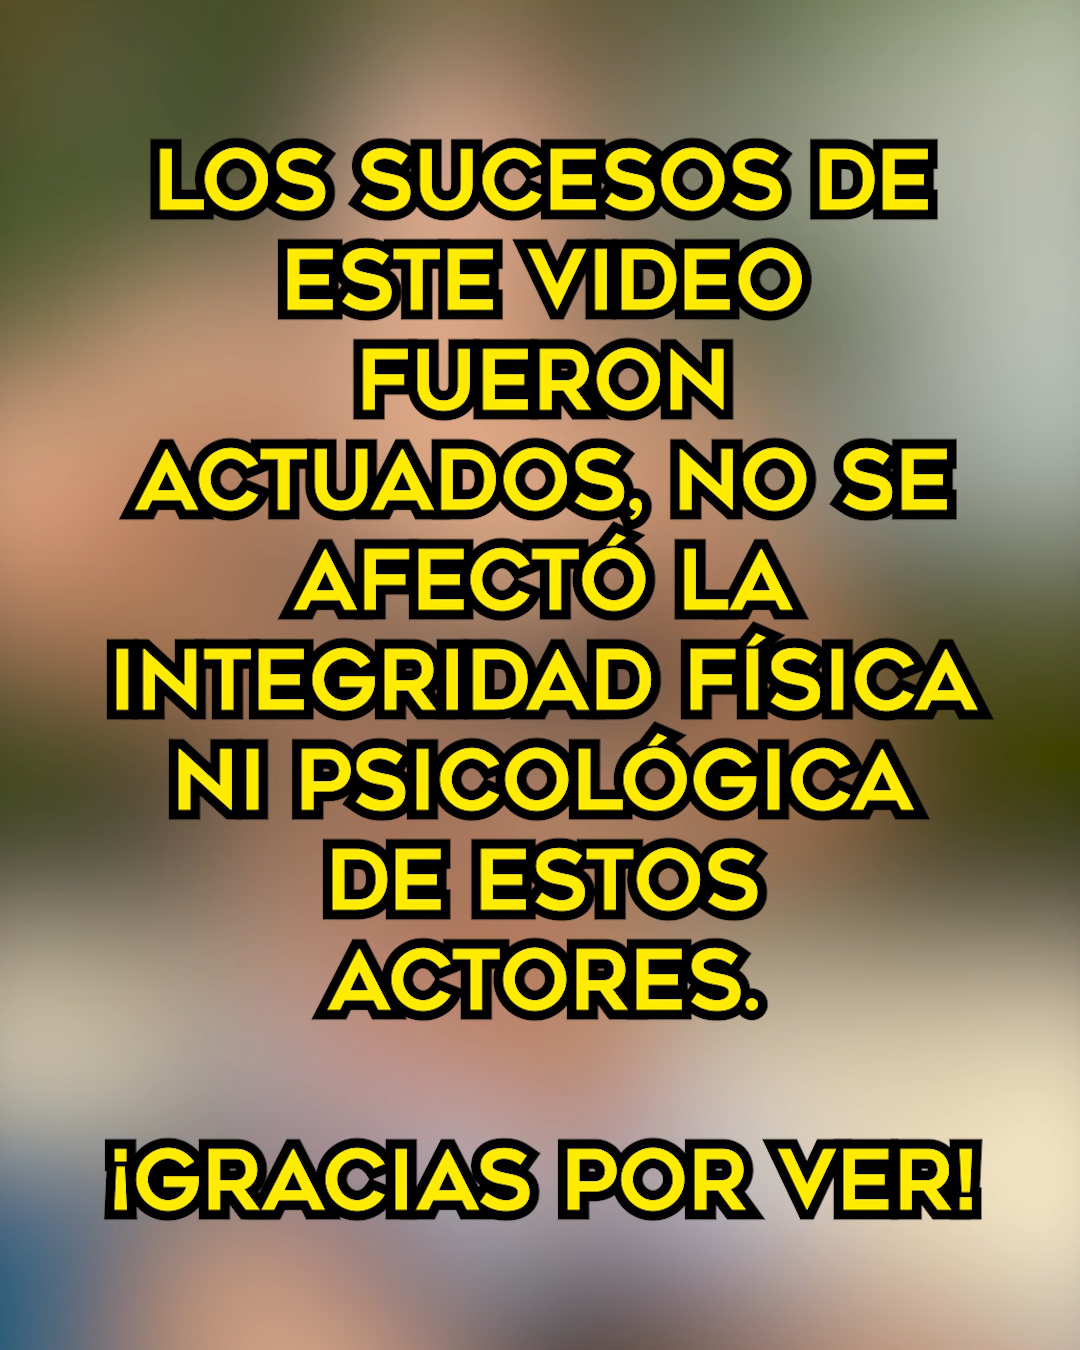 LOS SUCESOS DE
ESTE VIDEO
FUERON
ACTUADOS, NO SE
AFECTÓ LA
INTEGRIDAD FÍSICA
NI PSICOLÓGICA
DE ESTOS
ACTORES.
¡GRACIAS POR VER!